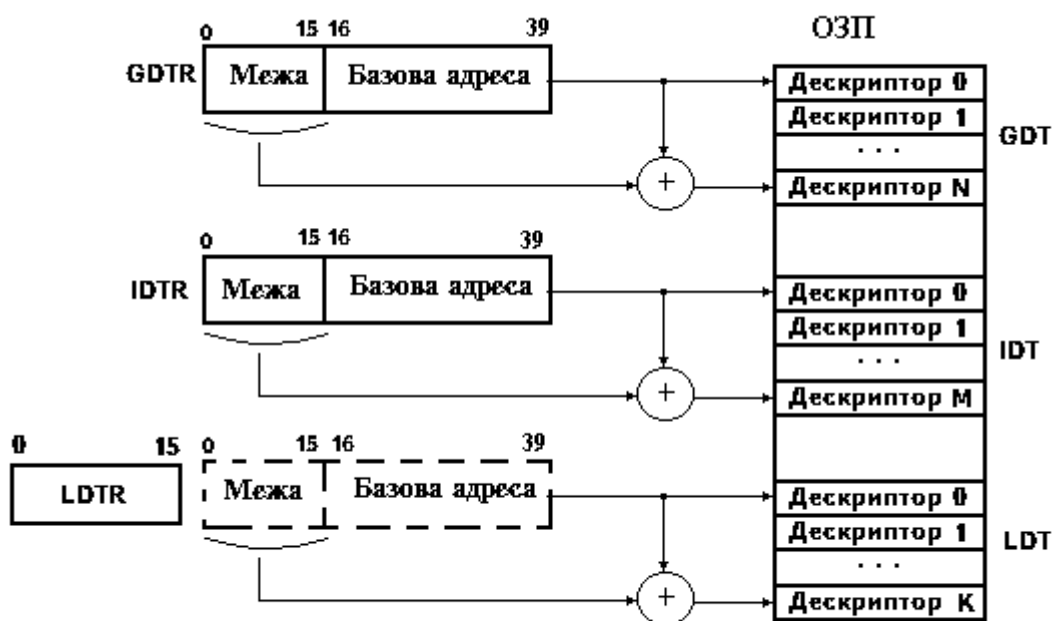 ОЗП
0 15 16 39
GDTR Межа Базова адреса
Дескриптор 0
Дескриптор 1
. . .
GDT
+
Дескриптор N
0 15 16 39
IDTR Межа Базова адреса
Дескриптор 0
Дескриптор 1
. . .
IDT
+
Дескриптор M
0 15 0 15 16 39
LDTR Межа Базова адреса
Дескриптор 0
Дескриптор 1
. . .
LDT
+
Дескриптор K